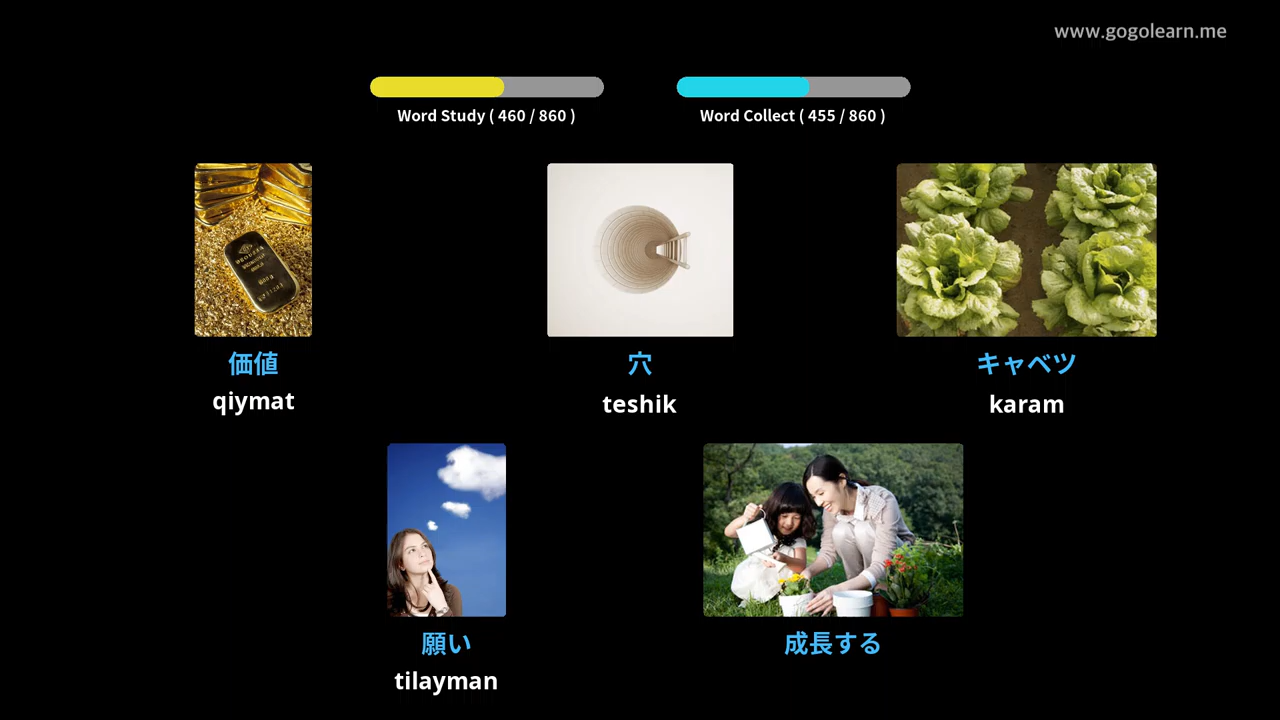 www.gogolearn.me
Word Study ( 460 / 860 )
Word Collect ( 455 / 860 )
価値
qiymat
穴
teshik
キャベツ
karam
願い
tilayman
成長する